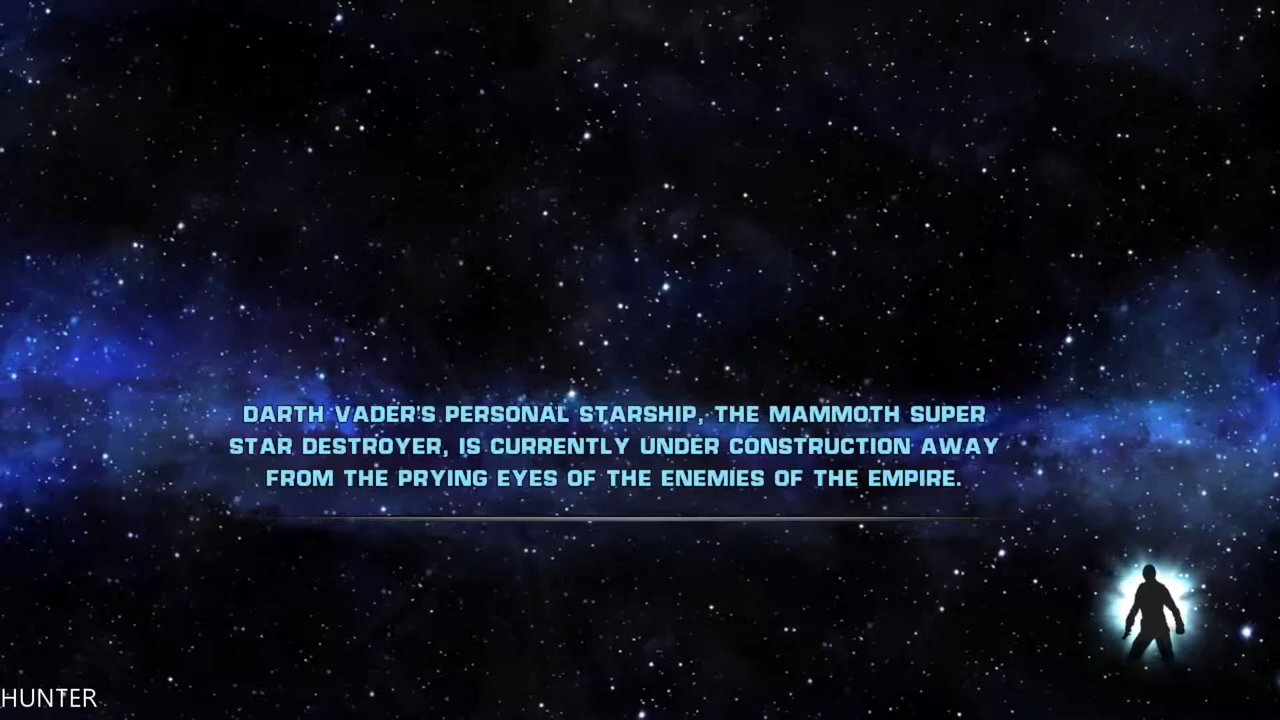 DARTH VADER'S PERSONAL STARSHIP, THE MAMMOTH SUPER
STAR DESTROYER, IS CURRENTLY UNDER CONSTRUCTION AWAY
FROM THE PRYING EYES OF THE ENEMIES OF THE EMPIRE.
HUNTER